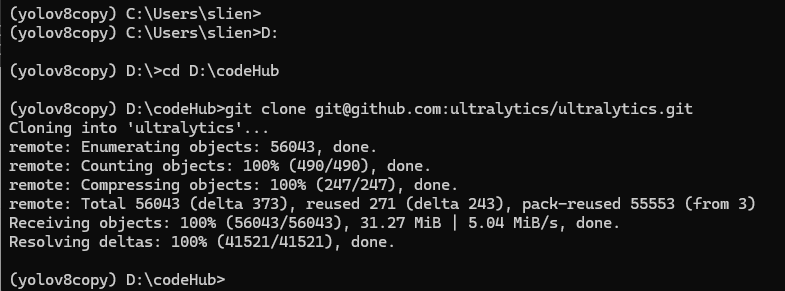 (yolov8copy) C:\Users\slien>
(yolov8copy) C:\Users\slien>D:
(yolov8copy) D:\>cd D:\codeHub
(yolov8copy) D:\codeHub>git clone git@github.com:ultralytics/ultralytics.git
Cloning into 'ultralytics'...
remote: Enumerating objects: 56043, done.
remote: Counting objects: 100% (490/490), done.
remote: Compressing objects: 100% (247/247), done.
remote: Total 56043 (delta 373), reused 271 (delta 243), pack-reused 55553 (from 3)
Receiving objects: 100% (56043/56043), 31.27 MiB | 5.04 MiB/s, done.
Resolving deltas: 100% (41521/41521), done.
(yolov8copy) D:\codeHub>